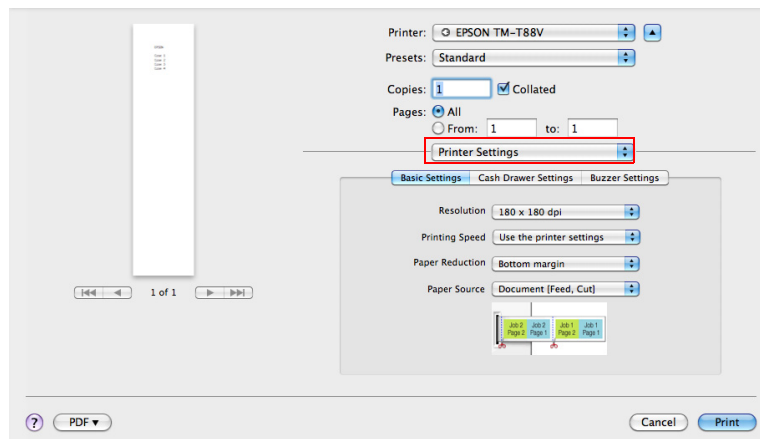 Printer: EPSON TM-T88V
Presets: Standard
Copies: 1 Collated
Pages: All
From: 1 to: 1
Printer Settings
Basic Settings Cash Drawer Settings Buzzer Settings
Resolution 180 x 180 dpi
Printing Speed Use the printer settings
Paper Reduction Bottom margin
Paper Source Document [Feed, Cut]
Job 2 Job 2 Job 1 Job 1
Page 2 Page 1 Page 2 Page 1
1 of 1
? PDF
Cancel Print